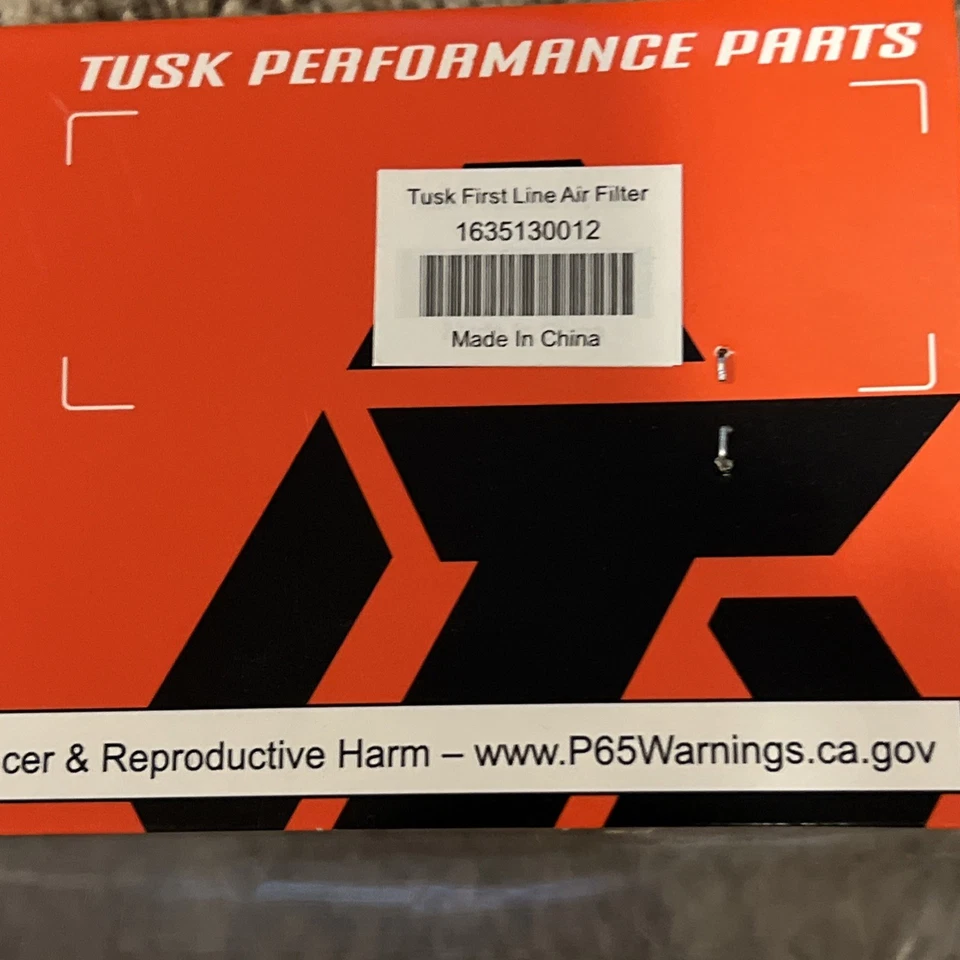 TUSK PERFORMANCE PARTS
Tusk First Line Air Filter
1635130012
Made In China
cer & Reproductive Harm – www.P65Warnings.ca.gov